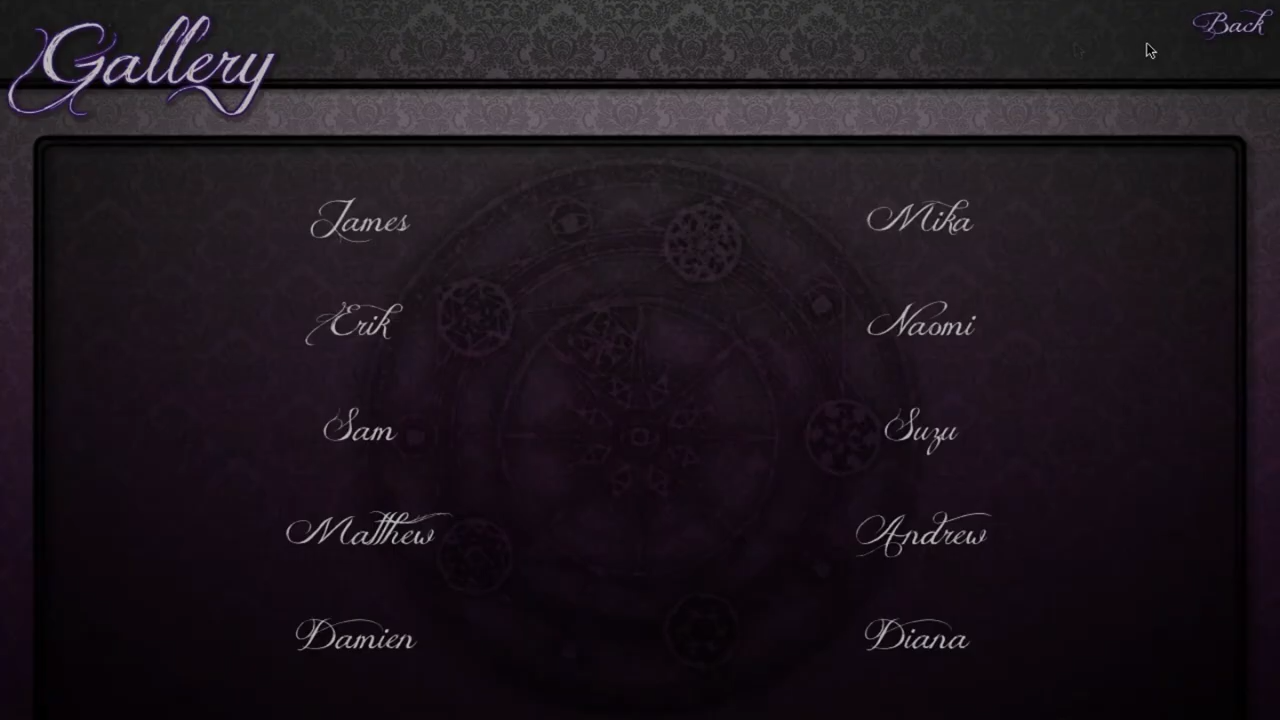 Gallery
Back
James
Mika
Erik
Naomi
Sam
Suzu
Matthew
Andrew
Damien
Diana